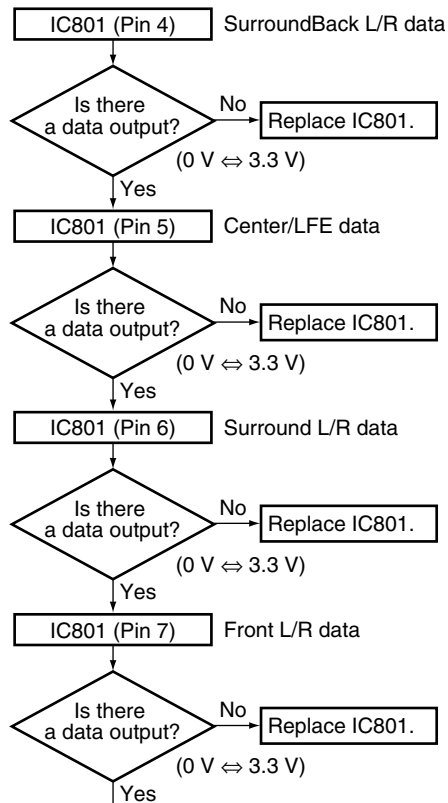 IC801 (Pin 4) SurroundBack L/R data
Is there
a data output?
No
Replace IC801.
(0 V ⇔ 3.3 V)
Yes
IC801 (Pin 5) Center/LFE data
Is there
a data output?
No
Replace IC801.
(0 V ⇔ 3.3 V)
Yes
IC801 (Pin 6) Surround L/R data
Is there
a data output?
No
Replace IC801.
(0 V ⇔ 3.3 V)
Yes
IC801 (Pin 7) Front L/R data
Is there
a data output?
No
Replace IC801.
(0 V ⇔ 3.3 V)
Yes